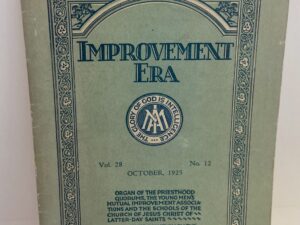 IMPROVEMENT
ERA
THE GLORY OF GOD IS INTELLIGENCE
Vol. 28 No. 12
OCTOBER, 1925
ORGAN OF THE PRIESTHOOD
QUORUMS, THE YOUNG MEN'S
MUTUAL IMPROVEMENT ASSOCIA-
TIONS AND THE SCHOOLS OF THE
CHURCH OF JESUS CHRIST OF
LATTER-DAY SAINTS